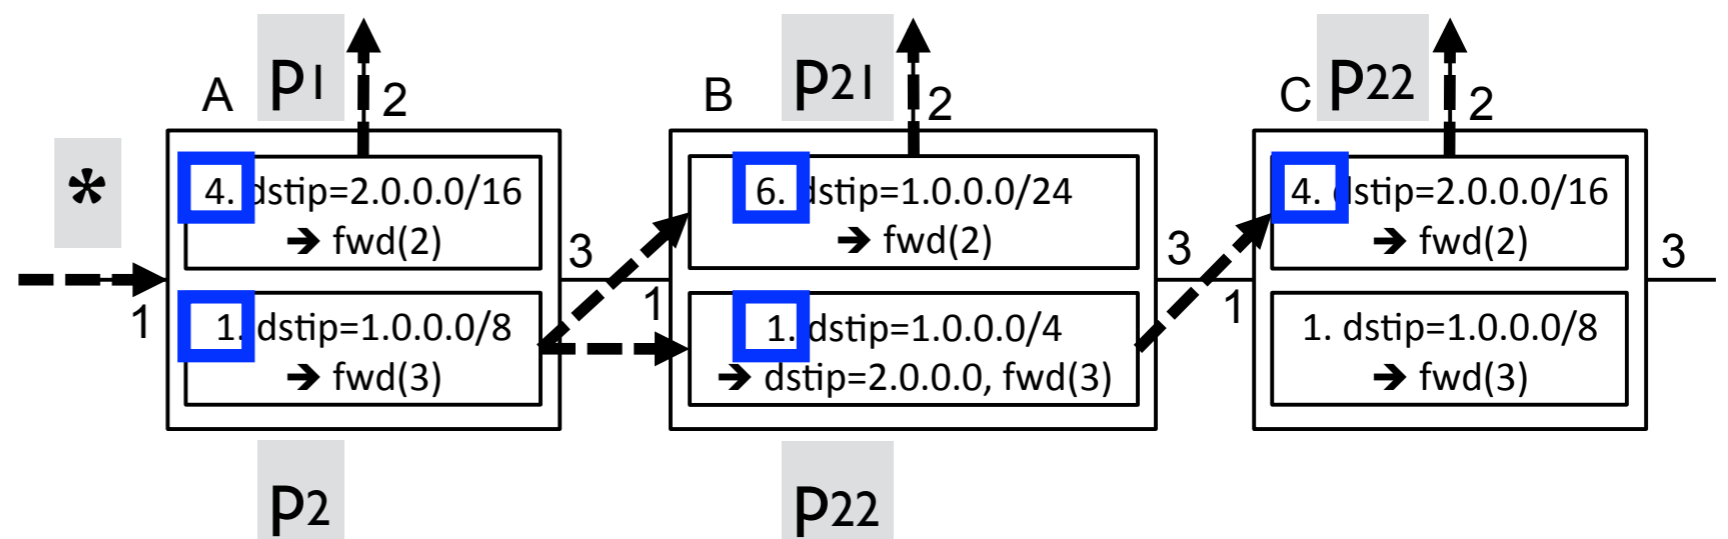 A p1 2
B p21 2
C p22 2
*
4. dstip=2.0.0.0/16
➔ fwd(2)
6. dstip=1.0.0.0/24
➔ fwd(2)
4. dstip=2.0.0.0/16
➔ fwd(2)
3
3
3
1
1
1
1. dstip=1.0.0.0/8
➔ fwd(3)
1. dstip=1.0.0.0/4
➔ dstip=2.0.0.0, fwd(3)
1. dstip=1.0.0.0/8
➔ fwd(3)
p2
p22